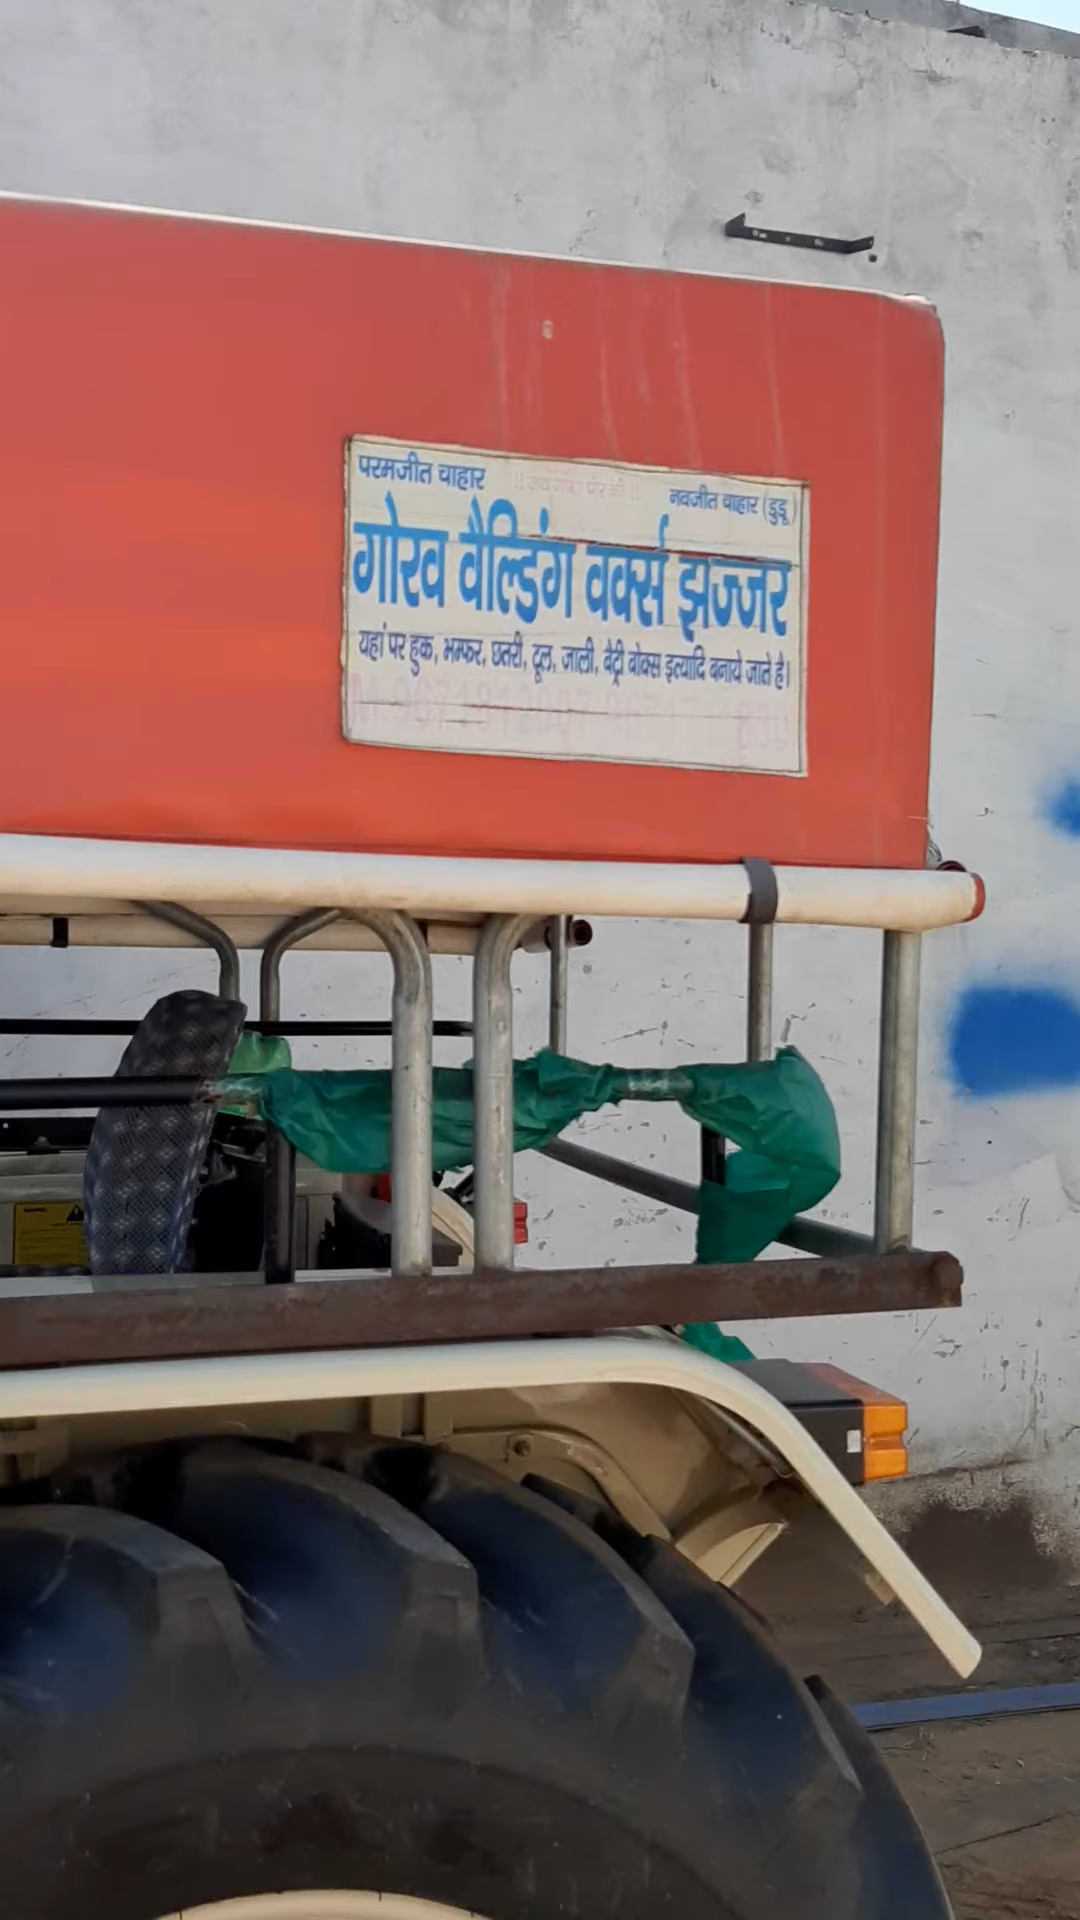 परमजीत चाहार नवजीत चाहार (डुडू)
गोरव वैल्डिंग वर्क्स झज्जर
यहां पर हुक, भम्फर, छतरी, टूल, जाली, बैट्री बोक्स इत्यादि बनाये जाते है।